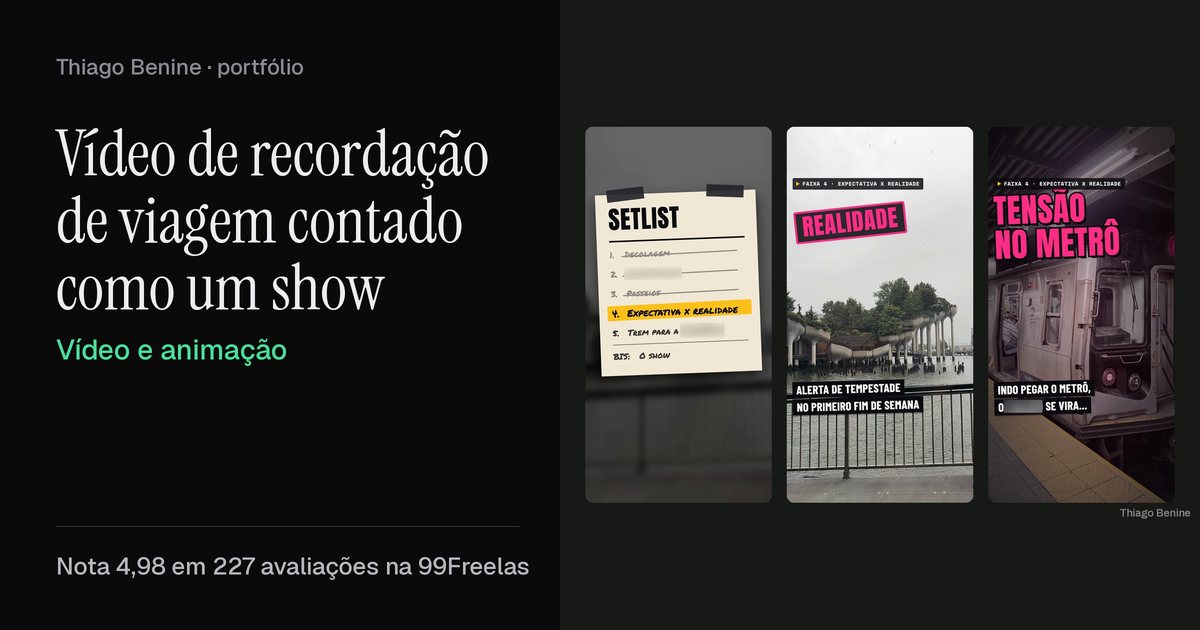 Thiago Benine · portfólio
Vídeo de recordação
de viagem contado
como um show
Vídeo e animação
Nota 4,98 em 227 avaliações na 99Freelas
SETLIST
1. Decolagem
2.
3. Passeios
4. Expectativa x realidade
5. Trem para a
BIS: O show
FAIXA 4 · EXPECTATIVA X REALIDADE
REALIDADE
ALERTA DE TEMPESTADE
NO PRIMEIRO FIM DE SEMANA
FAIXA 4 · EXPECTATIVA X REALIDADE
TENSÃO
NO METRÔ
INDO PEGAR O METRÔ,
O SE VIRA...
Thiago Benine